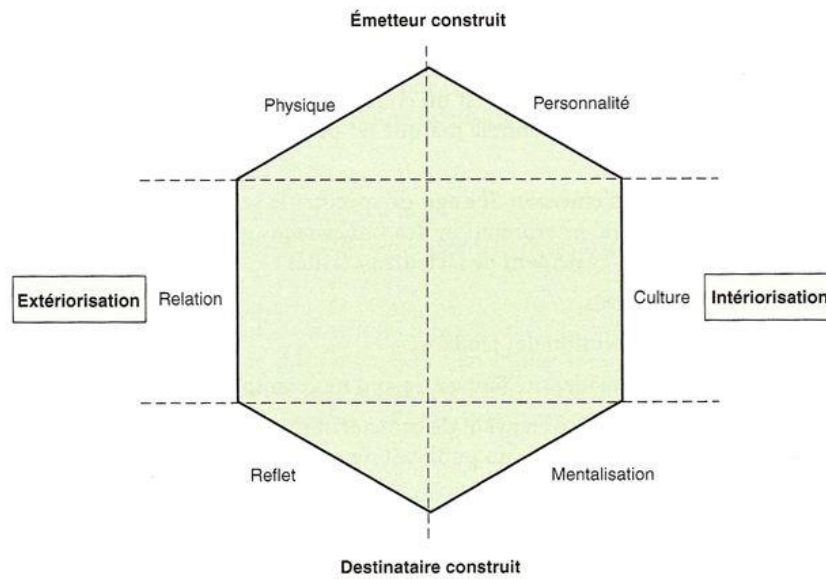 Émetteur construit
Physique
Personnalité
Extériorisation
Relation
Culture
Intériorisation
Reflet
Mentalisation
Destinataire construit